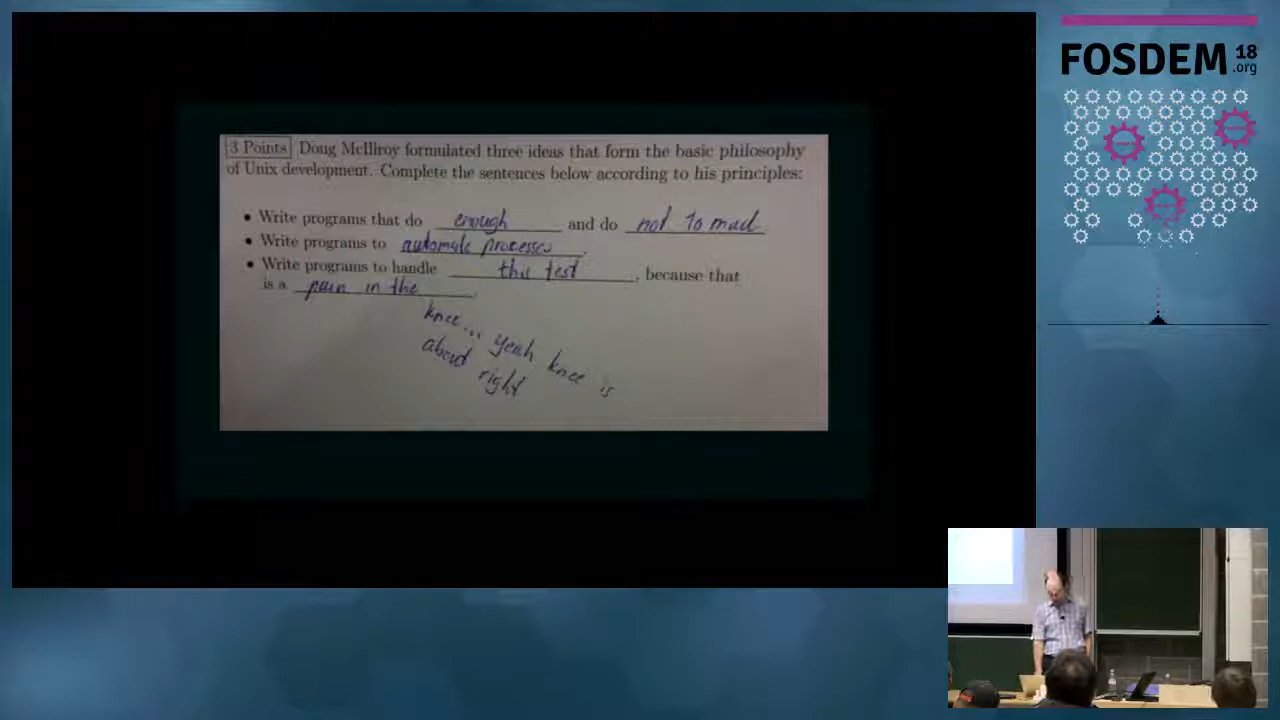 FOSDEM 18
.org
3 Points Doug McIlroy formulated three ideas that form the basic philosophy
of Unix development. Complete the sentences below according to his principles:
• Write programs that do enough and do not to much
• Write programs to automate processes.
• Write programs to handle this test, because that
is a pain in the
knee... yeah knee is
about right